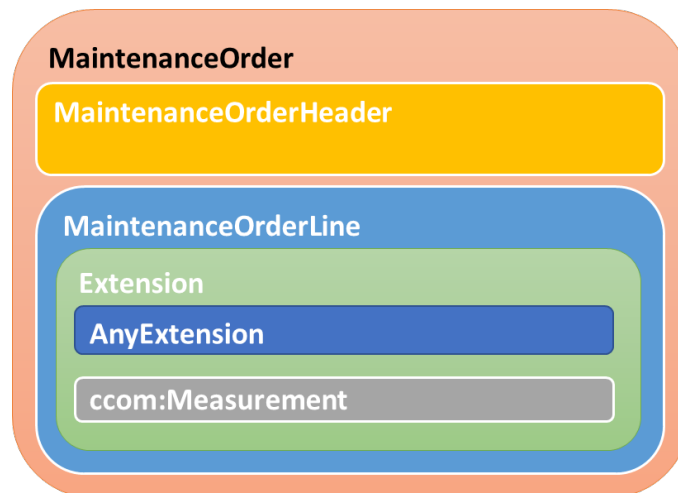 MaintenanceOrder
MaintenanceOrderHeader
MaintenanceOrderLine
Extension
AnyExtension
ccom:Measurement